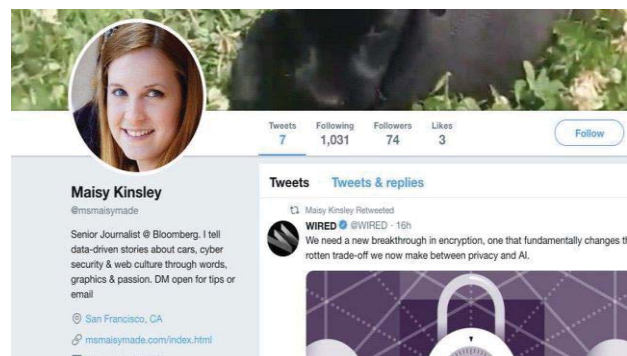 Tweets Following Followers Likes
7 1,031 74 3
Follow
Maisy Kinsley
@msmaisymade
Senior Journalist @ Bloomberg. I tell
data-driven stories about cars, cyber
security & web culture through words,
graphics & passion. DM open for tips or
email
San Francisco, CA
msmaisymade.com/index.html
Tweets Tweets & replies
Maisy Kinsley Retweeted
WIRED @WIRED · 16h
We need a new breakthrough in encryption, one that fundamentally changes th
rotten trade-off we now make between privacy and AI.